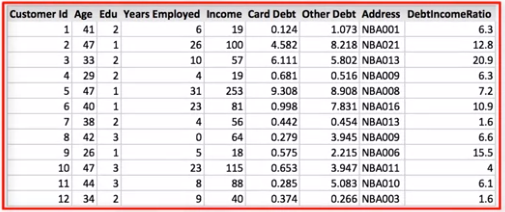 Customer Id Age Edu Years Employed Income Card Debt Other Debt Address DebtIncomeRatio
1 41 2 6 19 0.124 1.073 NBA001 6.3
2 47 1 26 100 4.582 8.218 NBA021 12.8
3 33 2 10 57 6.111 5.802 NBA013 20.9
4 29 2 4 19 0.681 0.516 NBA009 6.3
5 47 1 31 253 9.308 8.908 NBA008 7.2
6 40 1 23 81 0.998 7.831 NBA016 10.9
7 38 2 4 56 0.442 0.454 NBA013 1.6
8 42 3 0 64 0.279 3.945 NBA009 6.6
9 26 1 5 18 0.575 2.215 NBA006 15.5
10 47 3 23 115 0.653 3.947 NBA011 4
11 44 3 8 88 0.285 5.083 NBA010 6.1
12 34 2 9 40 0.374 0.266 NBA003 1.6